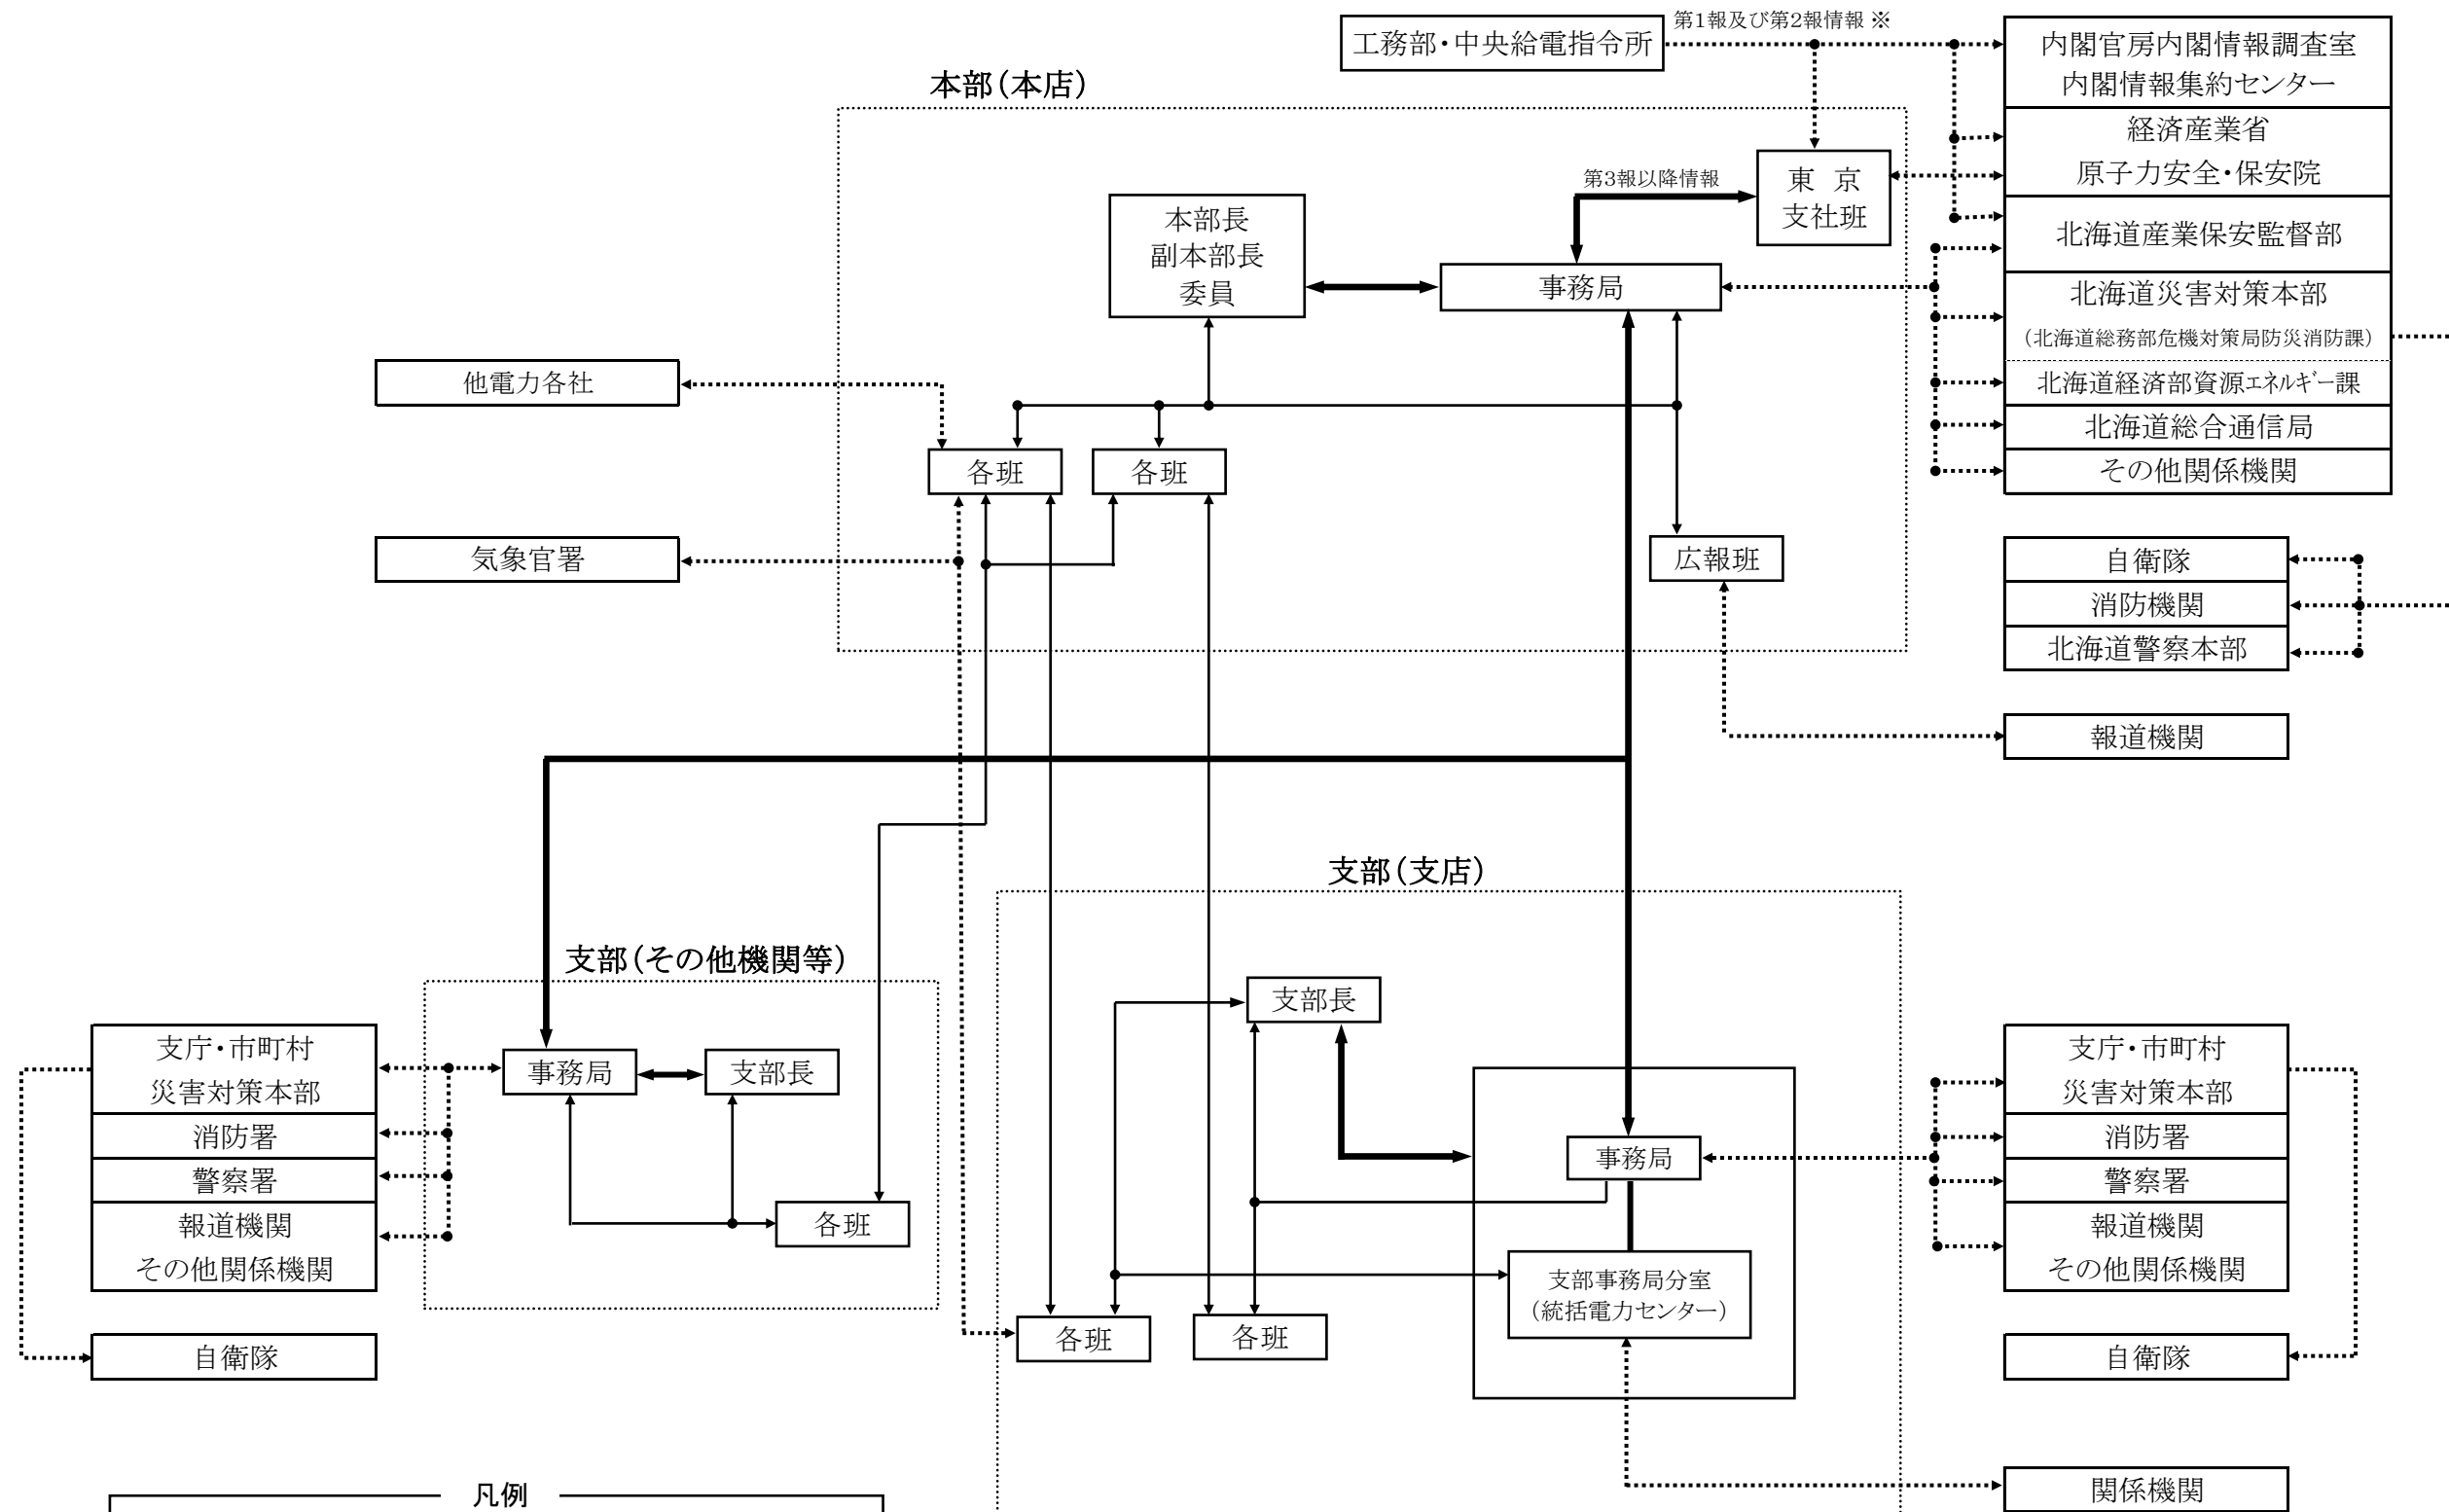 第1報及び第2報情報 ※
工務部・中央給電指令所
本部(本店)
内閣官房内閣情報調査室
内閣情報集約センター
経済産業省
原子力安全・保安院
北海道産業保安監督部
北海道災害対策本部
(北海道総務部危機対策局防災消防課)
北海道経済部資源エネルギー課
北海道総合通信局
その他関係機関
第3報以降情報
東 京
支社班
本部長
副本部長
委員
事務局
他電力各社
各班
各班
気象官署
広報班
自衛隊
消防機関
北海道警察本部
報道機関
支部(支店)
支部(その他機関等)
支部長
支庁・市町村
災害対策本部
消防署
警察署
報道機関
その他関係機関
自衛隊
事務局
支部長
各班
事務局
支部事務局分室
(統括電力センター)
各班
各班
支庁・市町村
災害対策本部
消防署
警察署
報道機関
その他関係機関
自衛隊
関係機関
凡例